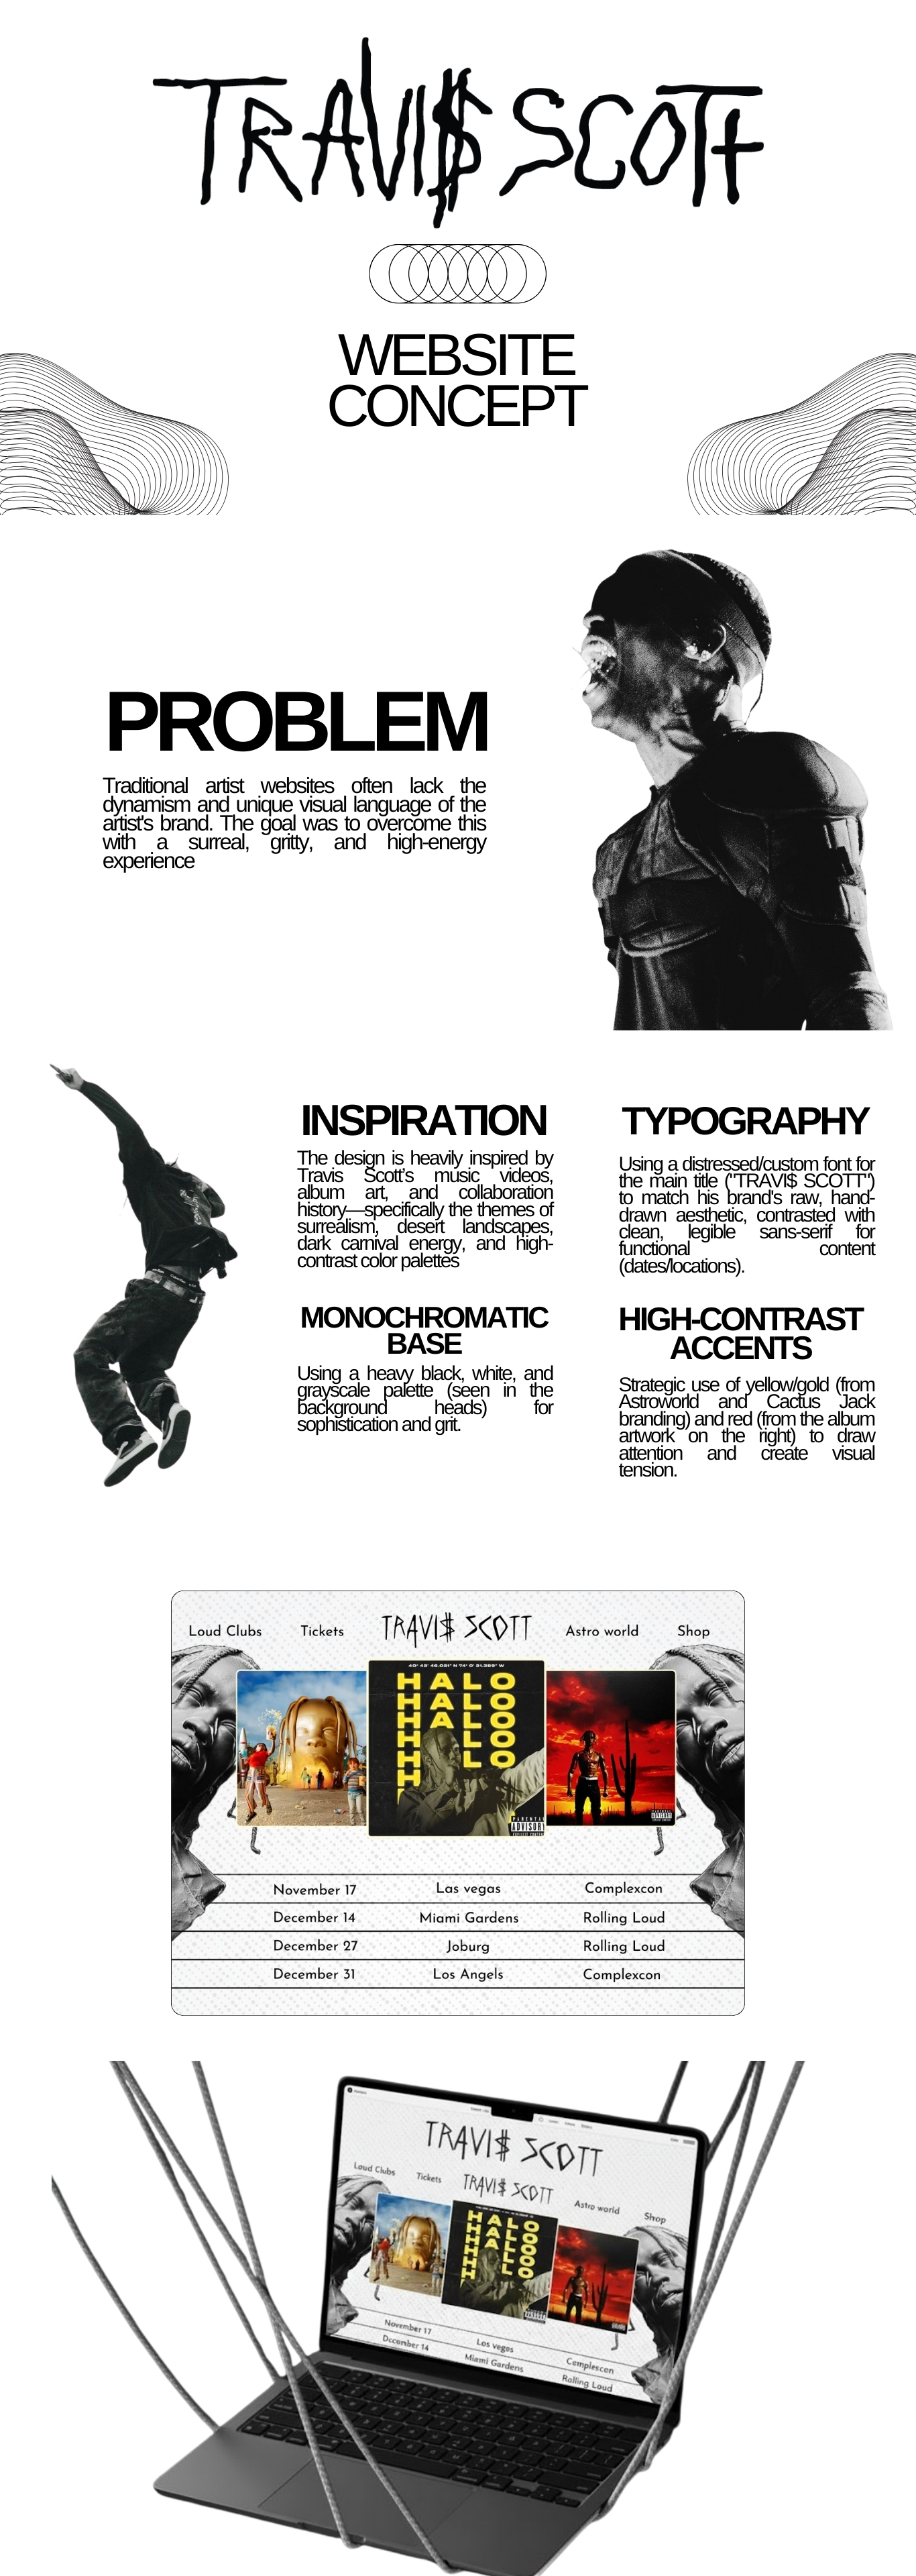 TRAVI$ SCOTT
WEBSITE
CONCEPT
PROBLEM
Traditional artist websites often lack the
dynamism and unique visual language of the
artist's brand. The goal was to overcome this
with a surreal, gritty, and high-energy
experience
INSPIRATION
The design is heavily inspired by
Travis Scott's music videos,
album art, and collaboration
history—specifically the themes of
surrealism, desert landscapes,
dark carnival energy, and high-
contrast color palettes
TYPOGRAPHY
Using a distressed/custom font for
the main title ("TRAVI$ SCOTT")
to match his brand's raw, hand-
drawn aesthetic, contrasted with
clean, legible sans-serif for
functional content
(dates/locations).
MONOCHROMATIC
BASE
Using a heavy black, white, and
grayscale palette (seen in the
background heads) for
sophistication and grit.
HIGH-CONTRAST
ACCENTS
Strategic use of yellow/gold (from
Astroworld and Cactus Jack
branding) and red (from the album
artwork on the right) to draw
attention and create visual
tension.
Loud Clubs Tickets TRAVI$ SCOTT Astro world Shop
HALO
HALO
HALO
H LO
H LO
H
PARENTAL
ADVISORY
November 17 Las vegas Complexcon
December 14 Miami Gardens Rolling Loud
December 27 Joburg Rolling Loud
December 31 Los Angels Complexcon
TRAVI$ SCOTT
Loud Clubs Tickets TRAVI$ SCOTT Astro world Shop
HALO
HALO
HALO
H LO
H LO
H
November 17 Las vegas Complexcon
December 14 Miami Gardens Rolling Loud